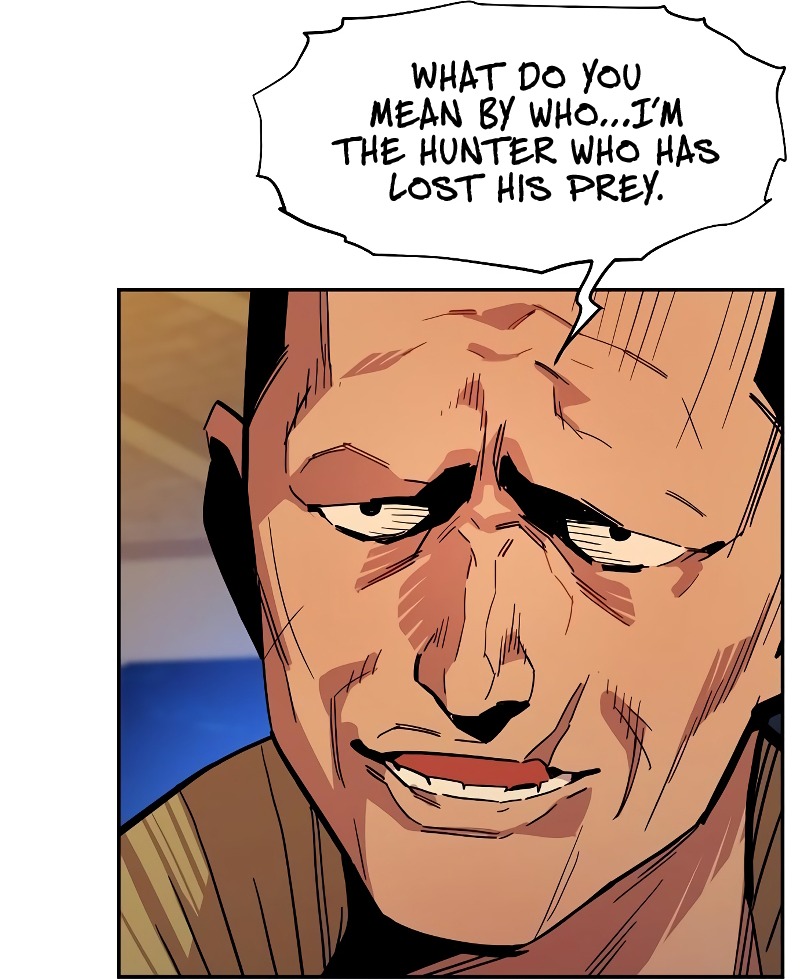 WHAT DO YOU
MEAN BY WHO...I'M
THE HUNTER WHO HAS
LOST HIS PREY.